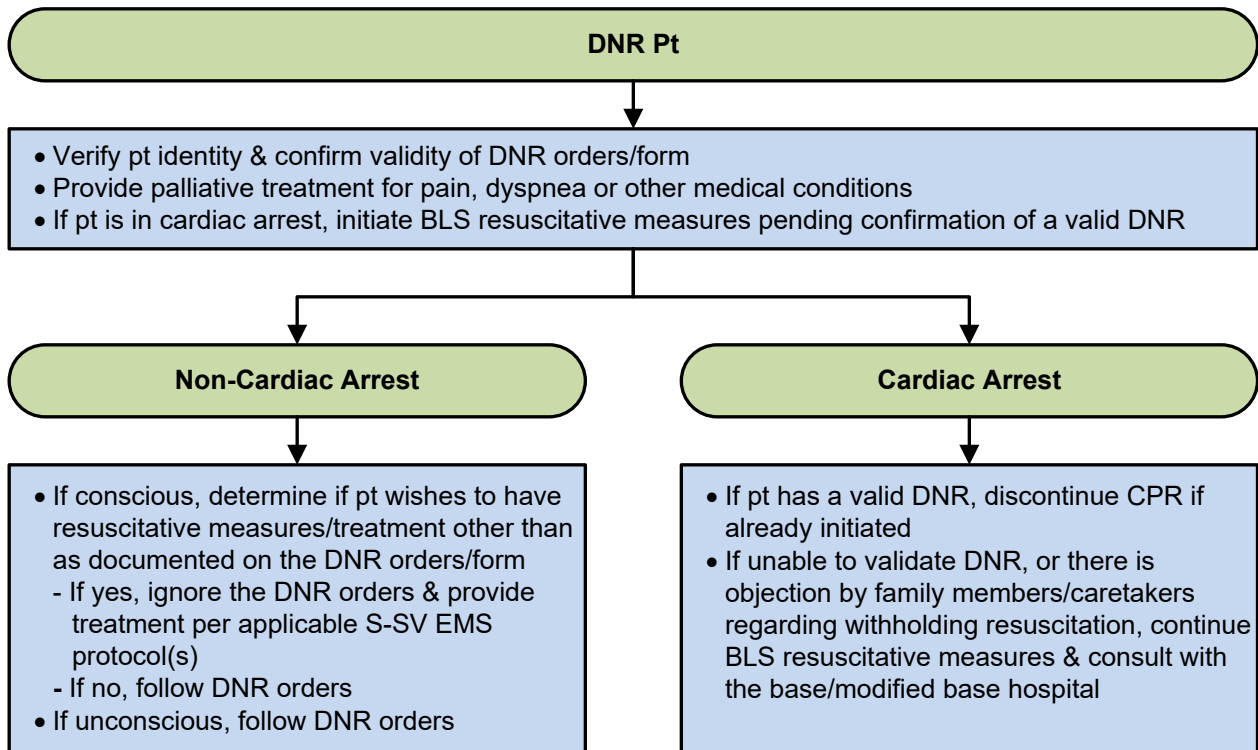 DNR Pt
• Verify pt identity & confirm validity of DNR orders/form
• Provide palliative treatment for pain, dyspnea or other medical conditions
• If pt is in cardiac arrest, initiate BLS resuscitative measures pending confirmation of a valid DNR
Non-Cardiac Arrest
• If conscious, determine if pt wishes to have
resuscitative measures/treatment other than
as documented on the DNR orders/form
- If yes, ignore the DNR orders & provide
treatment per applicable S-SV EMS
protocol(s)
- If no, follow DNR orders
• If unconscious, follow DNR orders
Cardiac Arrest
• If pt has a valid DNR, discontinue CPR if
already initiated
• If unable to validate DNR, or there is
objection by family members/caretakers
regarding withholding resuscitation, continue
BLS resuscitative measures & consult with
the base/modified base hospital